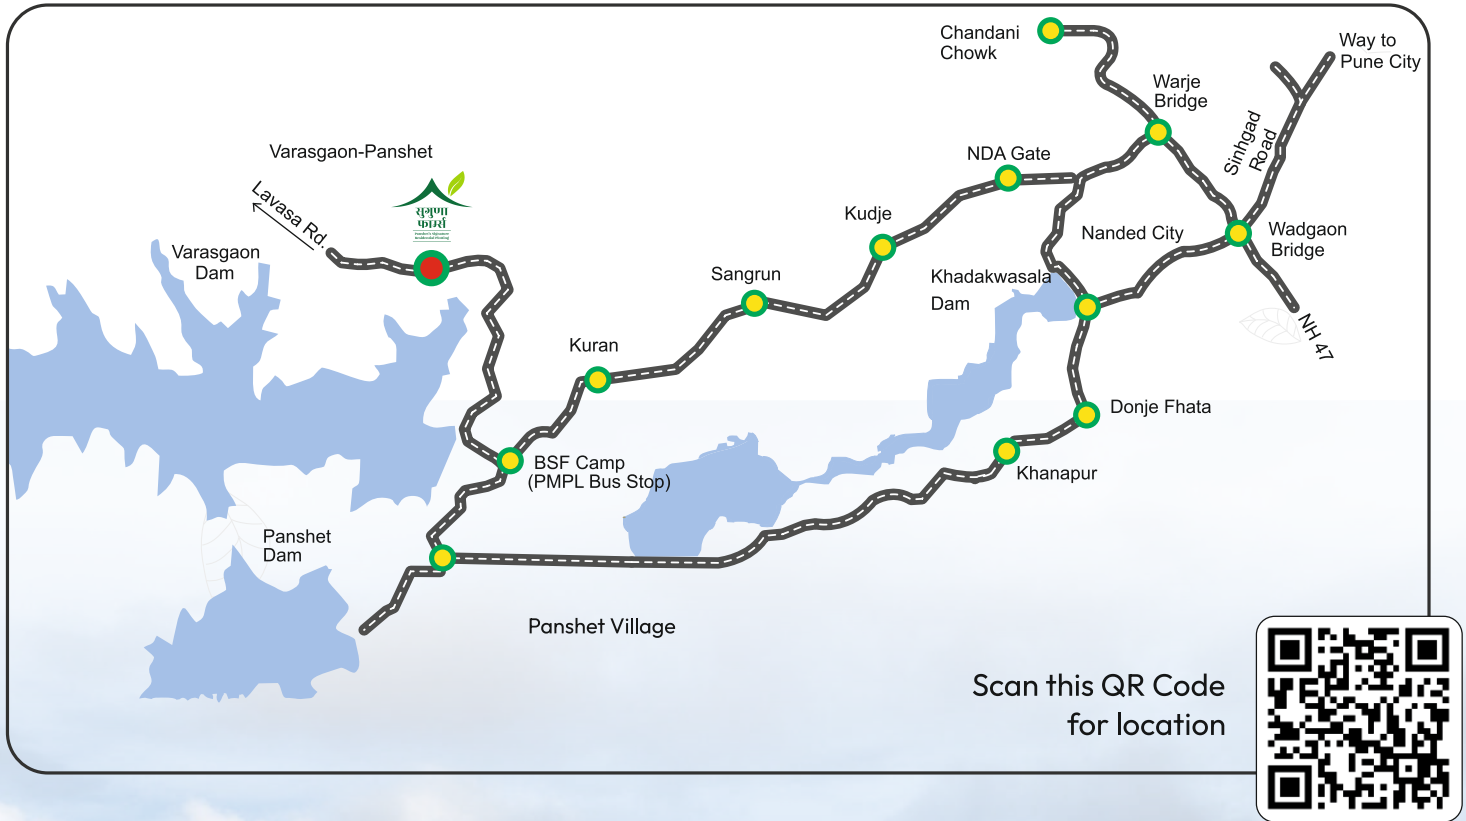 Chandani
Chowk
Way to
Pune City
Warje
Bridge
Sinhgad
Road
NDA Gate
Varasgaon-Panshet
सुगुणा
फार्म्स
Lavasa Rd.
Kudje
Nanded City
Wadgaon
Bridge
Varasgaon
Dam
Sangrun
Khadakwasala
Dam
NH 47
Kuran
Donje Fhata
BSF Camp
(PMPL Bus Stop)
Khanapur
Panshet
Dam
Panshet Village
Scan this QR Code
for location